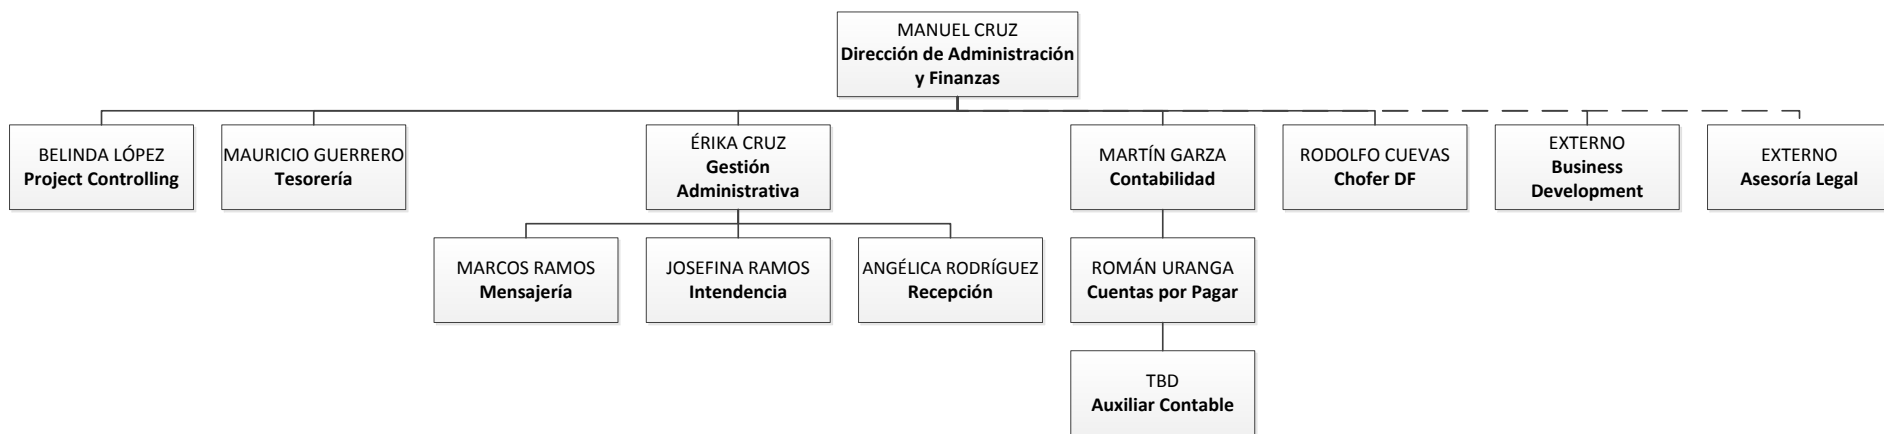 MANUEL CRUZ
Dirección de Administración
y Finanzas
BELINDA LÓPEZ
Project Controlling
MAURICIO GUERRERO
Tesorería
ÉRIKA CRUZ
Gestión
Administrativa
MARTÍN GARZA
Contabilidad
RODOLFO CUEVAS
Chofer DF
EXTERNO
Business
Development
EXTERNO
Asesoría Legal
MARCOS RAMOS
Mensajería
JOSEFINA RAMOS
Intendencia
ANGÉLICA RODRÍGUEZ
Recepción
ROMÁN URANGA
Cuentas por Pagar
TBD
Auxiliar Contable